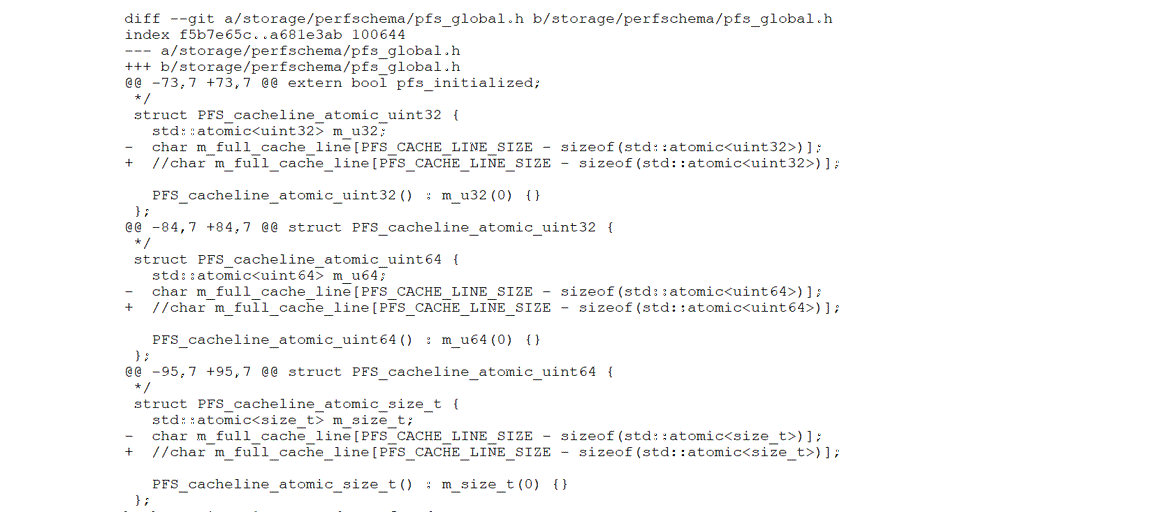 diff --git a/storage/perfschema/pfs_global.h b/storage/perfschema/pfs_global.h
index f5b7e65c..a681e3ab 100644
--- a/storage/perfschema/pfs_global.h
+++ b/storage/perfschema/pfs_global.h
@@ -73,7 +73,7 @@ extern bool pfs_initialized;
 */
 struct PFS_cacheline_atomic_uint32 {
   std::atomic<uint32> m_u32;
-  char m_full_cache_line[PFS_CACHE_LINE_SIZE - sizeof(std::atomic<uint32>)];
+  //char m_full_cache_line[PFS_CACHE_LINE_SIZE - sizeof(std::atomic<uint32>)];

   PFS_cacheline_atomic_uint32() : m_u32(0) {}
 };
@@ -84,7 +84,7 @@ struct PFS_cacheline_atomic_uint32 {
 */
 struct PFS_cacheline_atomic_uint64 {
   std::atomic<uint64> m_u64;
-  char m_full_cache_line[PFS_CACHE_LINE_SIZE - sizeof(std::atomic<uint64>)];
+  //char m_full_cache_line[PFS_CACHE_LINE_SIZE - sizeof(std::atomic<uint64>)];

   PFS_cacheline_atomic_uint64() : m_u64(0) {}
 };
@@ -95,7 +95,7 @@ struct PFS_cacheline_atomic_uint64 {
 */
 struct PFS_cacheline_atomic_size_t {
   std::atomic<size_t> m_size_t;
-  char m_full_cache_line[PFS_CACHE_LINE_SIZE - sizeof(std::atomic<size_t>)];
+  //char m_full_cache_line[PFS_CACHE_LINE_SIZE - sizeof(std::atomic<size_t>)];

   PFS_cacheline_atomic_size_t() : m_size_t(0) {}
 };